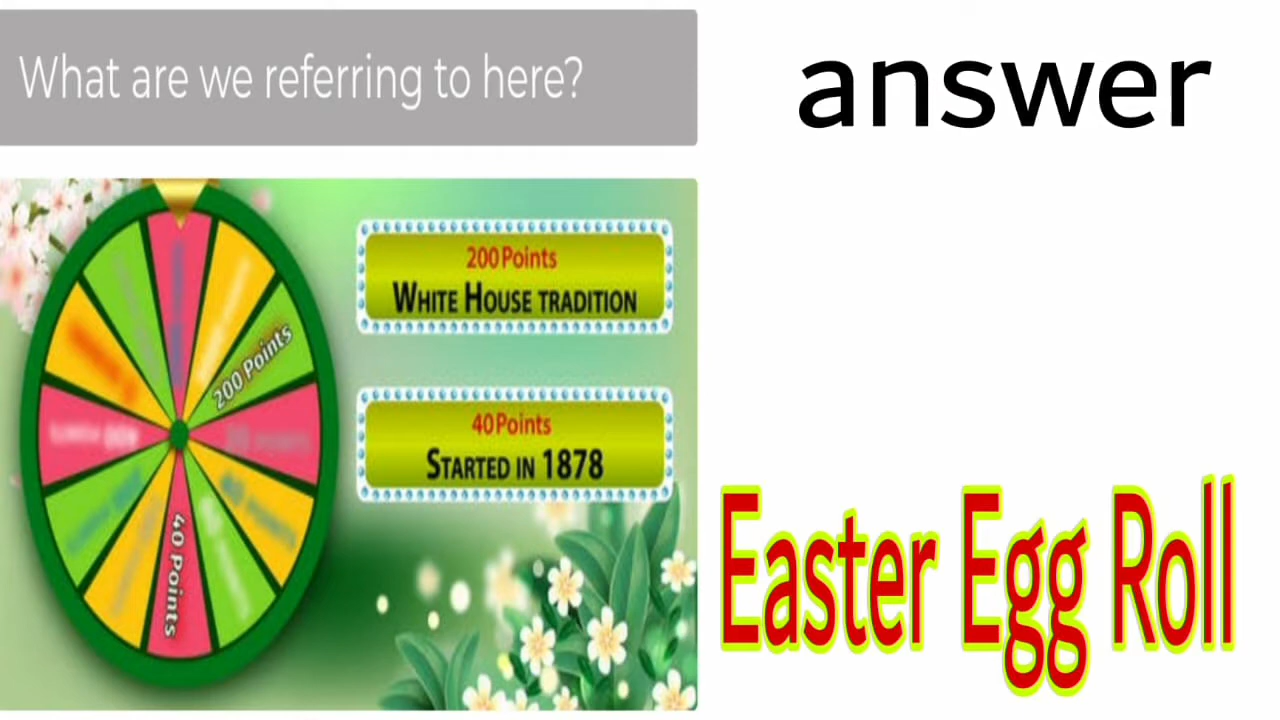 What are we referring to here?
answer
200 Points
WHITE HOUSE TRADITION
200 Points
40 Points
STARTED IN 1878
40 Points
Easter Egg Roll